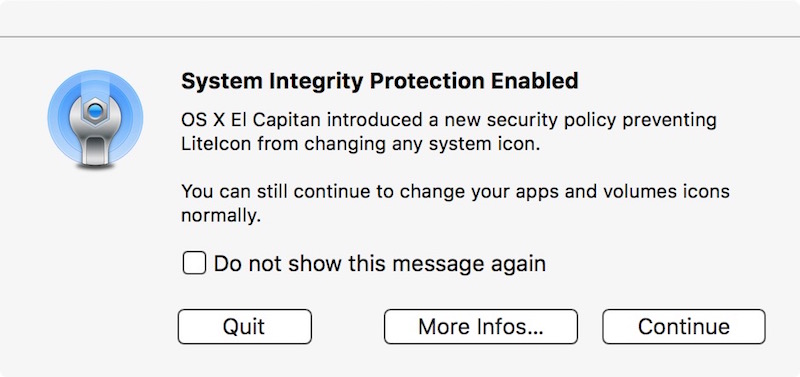 System Integrity Protection Enabled
OS X El Capitan introduced a new security policy preventing
LiteIcon from changing any system icon.
You can still continue to change your apps and volumes icons
normally.
Do not show this message again
Quit
More Infos...
Continue